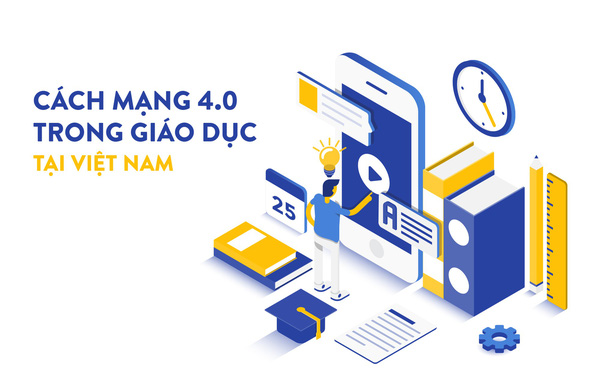 CÁCH MẠNG 4.0
TRONG GIÁO DỤC
TẠI VIỆT NAM
25
A